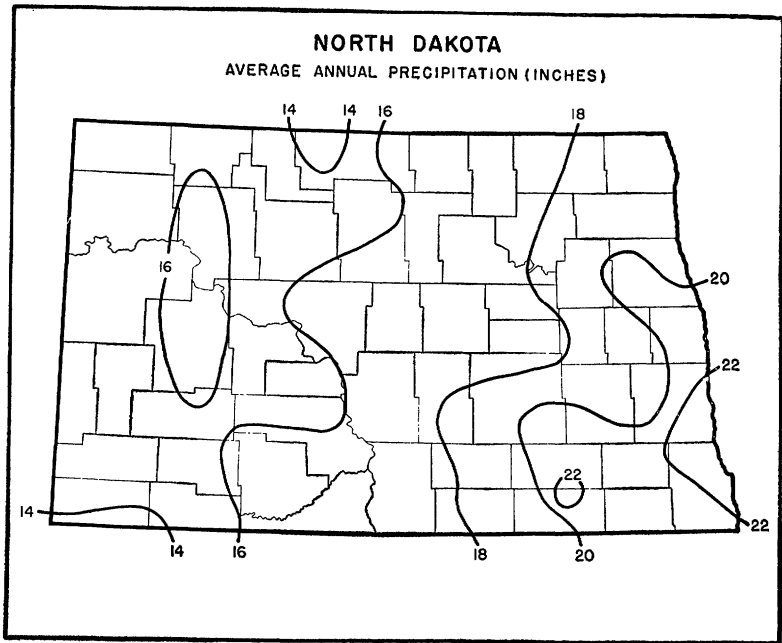 NORTH DAKOTA
AVERAGE ANNUAL PRECIPITATION (INCHES)
14 14 16 18
16
20
22
22
14
22
14 16 18 20